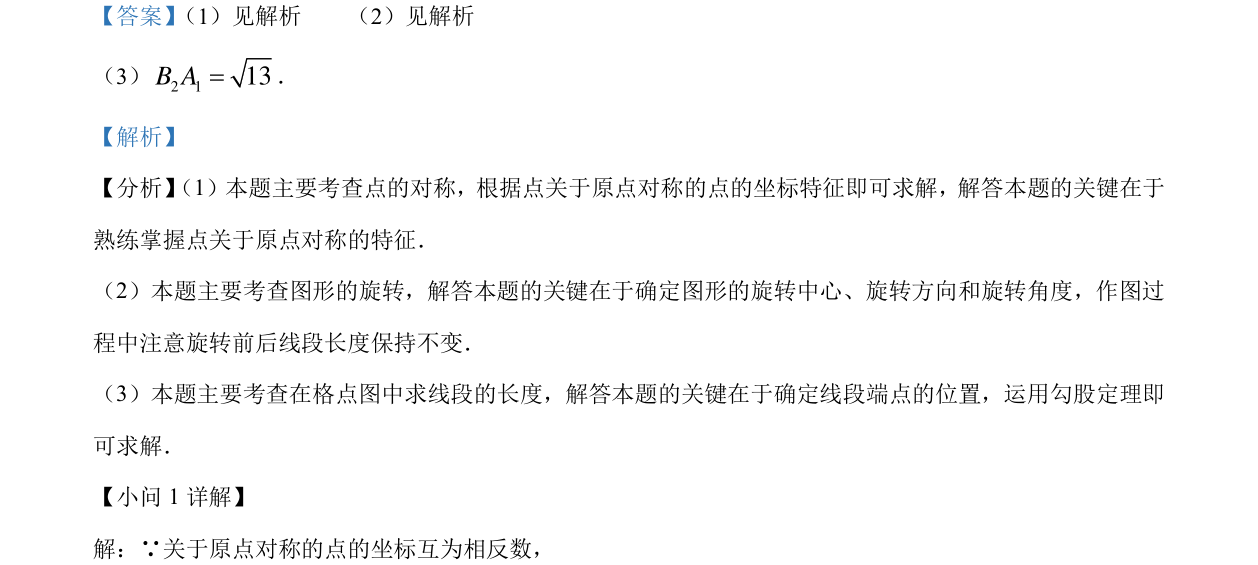 【答案】（1）见解析　　（2）见解析
（3）B₂A₁ = √13．
【解析】
【分析】（1）本题主要考查点的对称，根据点关于原点对称的点的坐标特征即可求解，解答本题的关键在于
熟练掌握点关于原点对称的特征．
（2）本题主要考查图形的旋转，解答本题的关键在于确定图形的旋转中心、旋转方向和旋转角度，作图过
程中注意旋转前后线段长度保持不变．
（3）本题主要考查在格点图中求线段的长度，解答本题的关键在于确定线段端点的位置，运用勾股定理即
可求解．
【小问 1 详解】
解：∵关于原点对称的点的坐标互为相反数，